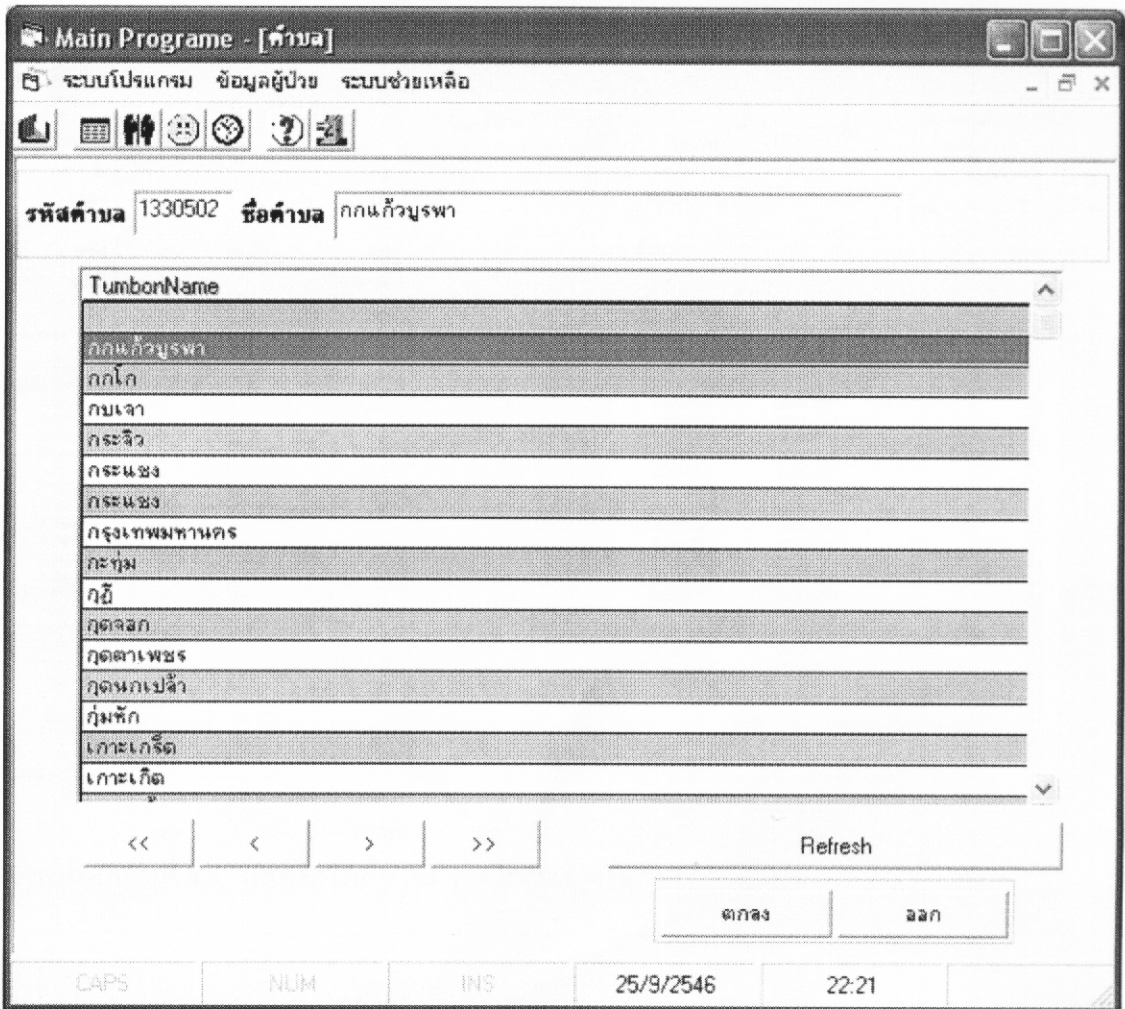 Main Programe - [ตำบล]
ระบบโปรแกรม ข้อมูลผู้ป่วย ระบบช่วยเหลือ
รหัสตำบล 1330502 ชื่อตำบล กกแก้วบูรพา
TumbonName
กกแก้วบูรพา
กกโก
กบเจา
กระจิว
กระแชง
กระแชง
กรุงเทพมหานคร
กะทุ่ม
กุฎี
กุดจอก
กุดตาเพชร
กุดนกเปล้า
กุ่มหัก
เกาะเกร็ด
เกาะเกิด
<< < > >> Refresh
ตกลง ออก
CAPS NUM INS 25/9/2546 22:21